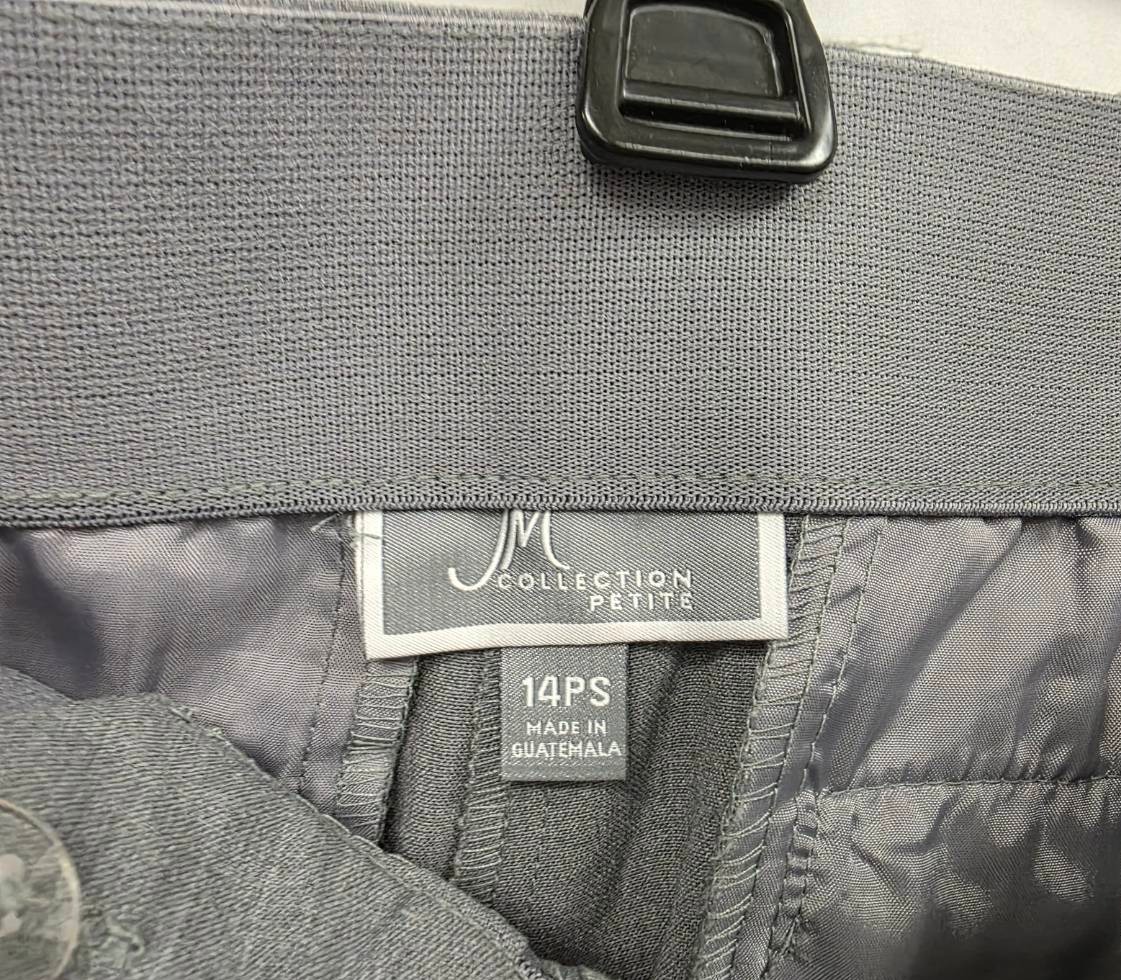 JM
COLLECTION
PETITE
14PS
MADE IN
GUATEMALA